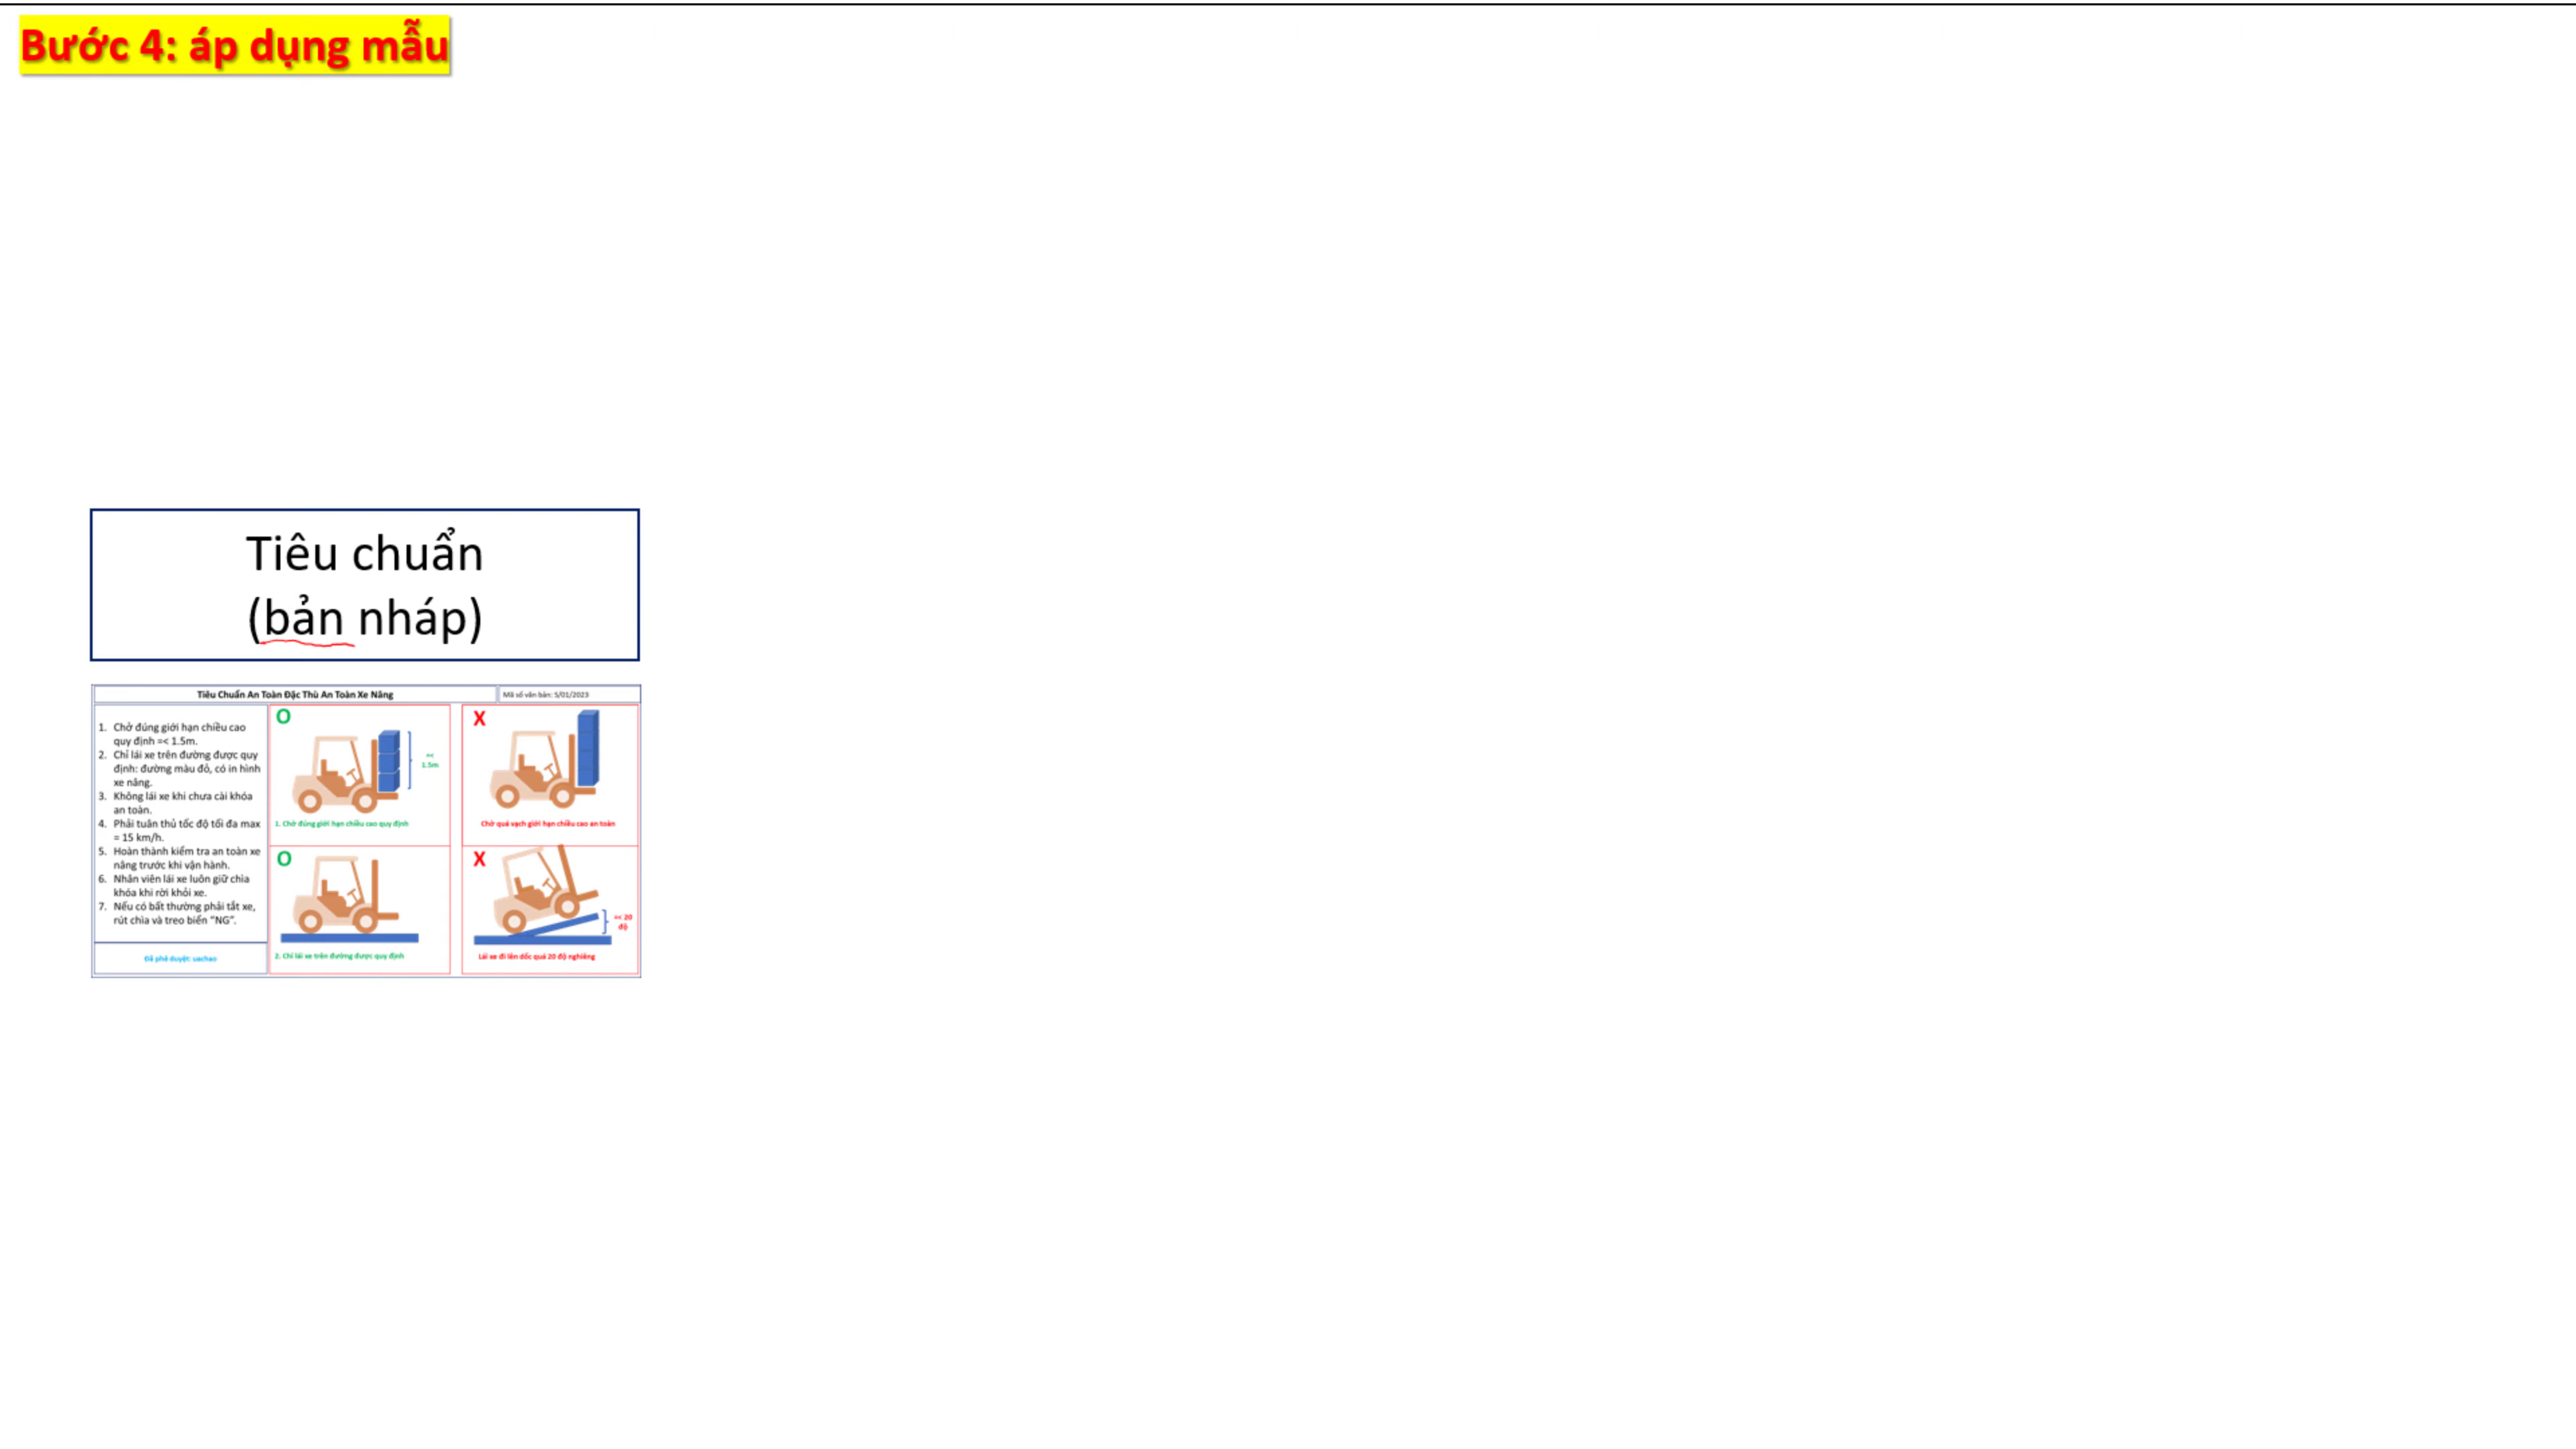 Bước 4: áp dụng mẫu
Tiêu chuẩn
(bản nháp)
Tiêu Chuẩn An Toàn Đặc Thù An Toàn Xe Nâng
Mã số văn bản: 5/01/2023
1. Chở đúng giới hạn chiều cao
quy định =< 1.5m.
2. Chỉ lái xe trên đường được quy
định: đường màu đỏ, có in hình
xe nâng.
3. Không lái xe khi chưa cài khóa
an toàn.
4. Phải tuân thủ tốc độ tối đa max
= 15 km/h.
5. Hoàn thành kiểm tra an toàn xe
nâng trước khi vận hành.
6. Nhân viên lái xe luôn giữ chìa
khóa khi rời khỏi xe.
7. Nếu có bất thường phải tắt xe,
rút chìa và treo biển "NG".
Đã phê duyệt: uachao
O
=<
1.5m
1. Chở đúng giới hạn chiều cao quy định
X
Chở quá vạch giới hạn chiều cao an toàn
O
2. Chỉ lái xe trên đường được quy định
X
=< 20
độ
Lái xe đi lên dốc quá 20 độ nghiêng